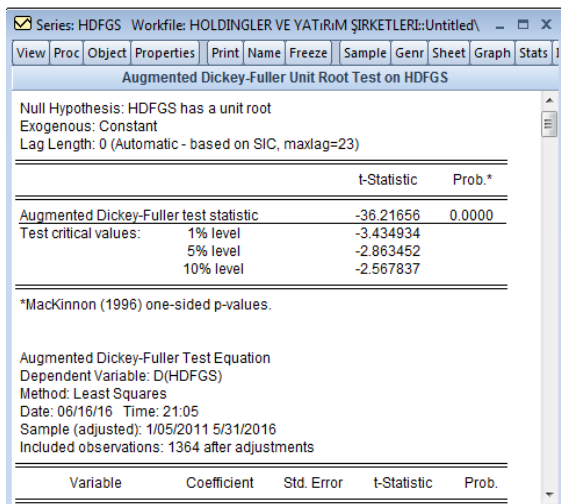 Series: HDFGS Workfile: HOLDINGLER VE YATıRıM ŞIRKETLERI::Untitled\
View Proc Object Properties Print Name Freeze Sample Genr Sheet Graph Stats
Augmented Dickey-Fuller Unit Root Test on HDFGS
Null Hypothesis: HDFGS has a unit root
Exogenous: Constant
Lag Length: 0 (Automatic - based on SIC, maxlag=23)
t-Statistic Prob.*
Augmented Dickey-Fuller test statistic -36.21656 0.0000
Test critical values: 1% level -3.434934
5% level -2.863452
10% level -2.567837
*MacKinnon (1996) one-sided p-values.
Augmented Dickey-Fuller Test Equation
Dependent Variable: D(HDFGS)
Method: Least Squares
Date: 06/16/16 Time: 21:05
Sample (adjusted): 1/05/2011 5/31/2016
Included observations: 1364 after adjustments
Variable Coefficient Std. Error t-Statistic Prob.